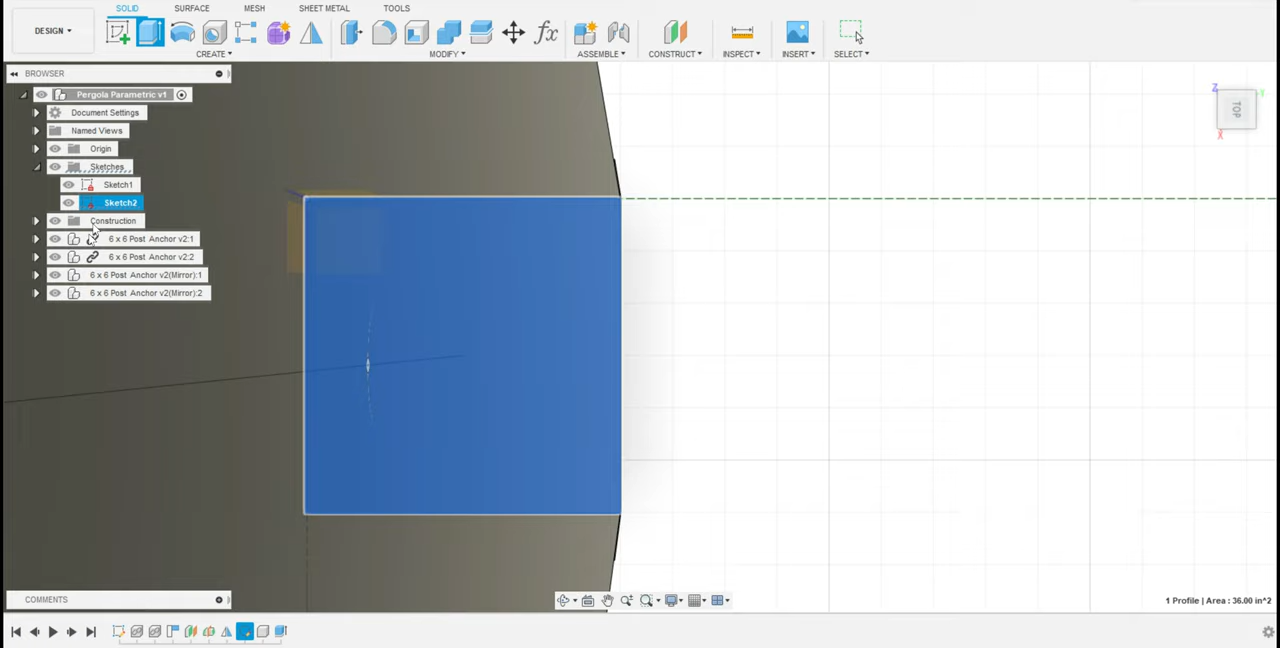 SOLID SURFACE MESH SHEET METAL TOOLS
DESIGN
CREATE MODIFY ASSEMBLE CONSTRUCT INSPECT INSERT SELECT
BROWSER
Pergola Parametric v1
Document Settings
Named Views
Origin
Sketches
Sketch1
Sketch2
Construction
6 x 6 Post Anchor v2:1
6 x 6 Post Anchor v2:2
6 x 6 Post Anchor v2(Mirror):1
6 x 6 Post Anchor v2(Mirror):2
Z
Y
TOP
X
COMMENTS
1 Profile | Area : 36.00 in^2